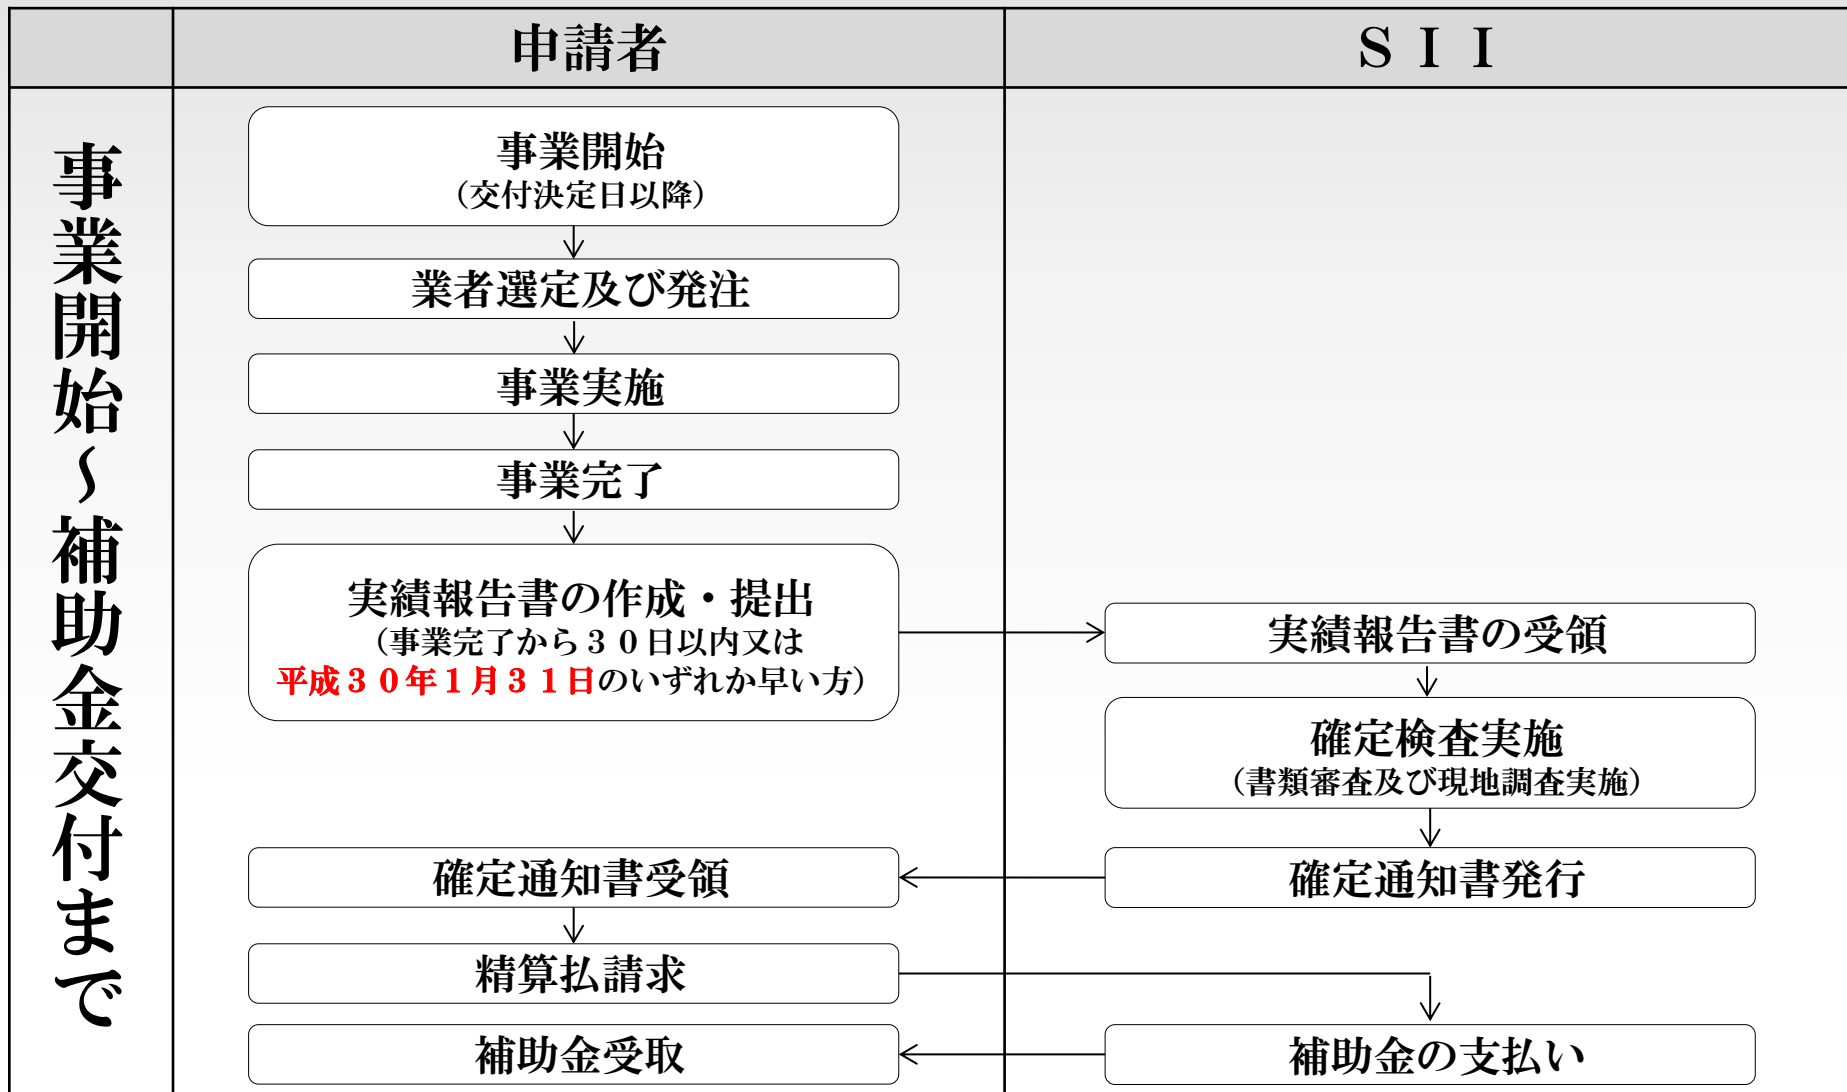 申請者
ＳＩＩ
事業開始～補助金交付まで
事業開始
（交付決定日以降）
業者選定及び発注
事業実施
事業完了
実績報告書の作成・提出
（事業完了から３０日以内又は
平成３０年１月３１日のいずれか早い方）
実績報告書の受領
確定検査実施
（書類審査及び現地調査実施）
確定通知書受領
確定通知書発行
精算払請求
補助金受取
補助金の支払い